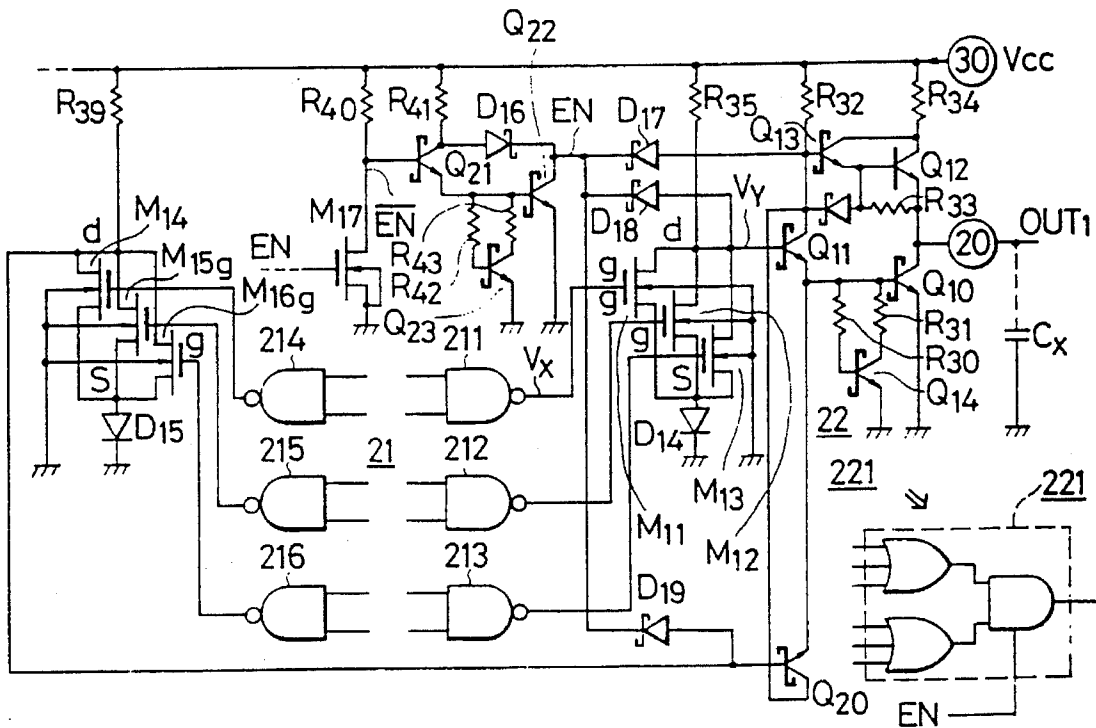 Q22
30 Vcc
R39
R40
R41
D16
EN
D17
R35
R32
R34
Q13
Q12
Q21
EN
M14
d
M17
D18
VY
R33
OUT1
20
M15g
EN
R43
R42
d
Q11
Q10
M16g
Q23
g
g
g
R31
Cx
g
214
211
VX
R30
S
S
Q14
D15
D14
22
215
21
212
221
221
M13
M11
M12
216
213
D19
Q20
EN